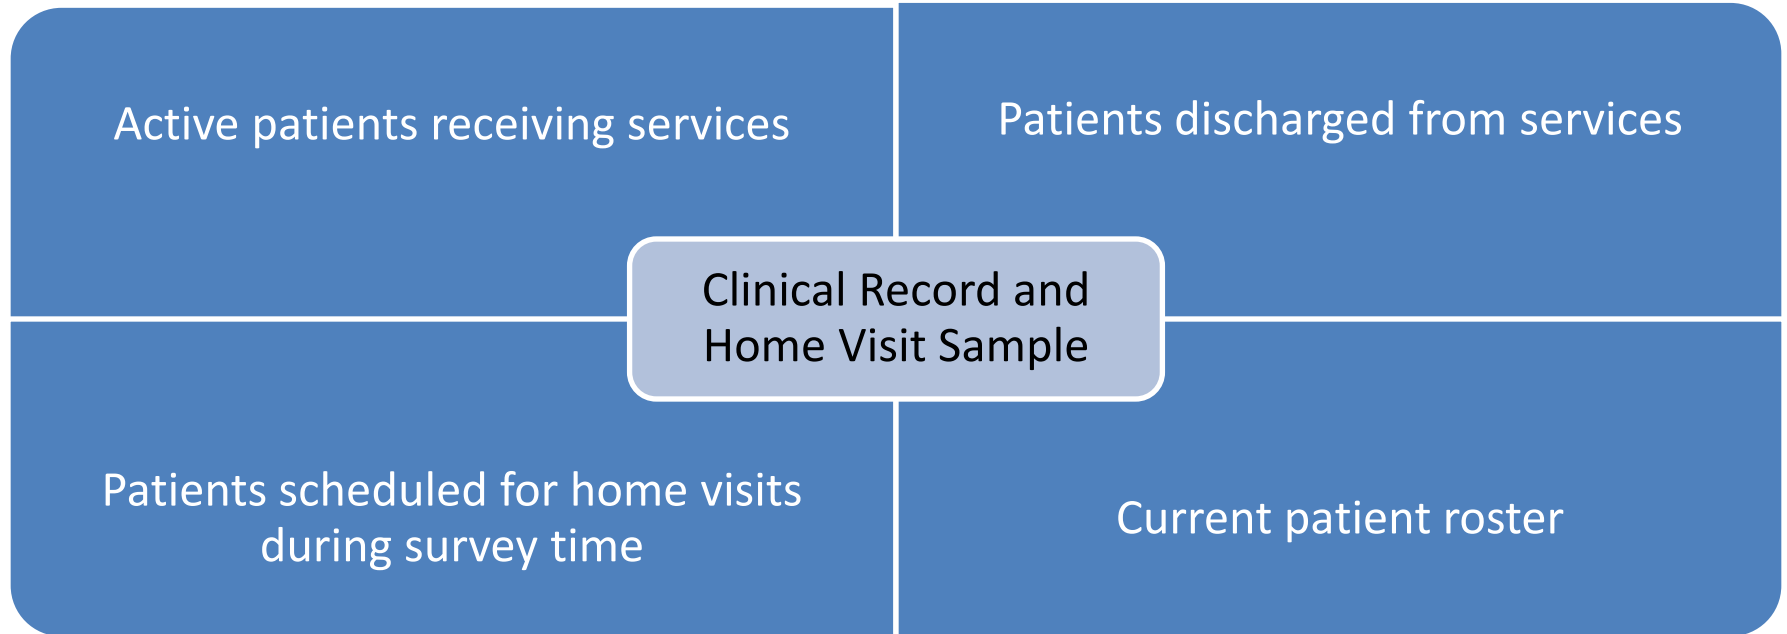 Active patients receiving services
Patients discharged from services
Clinical Record and
Home Visit Sample
Patients scheduled for home visits
during survey time
Current patient roster